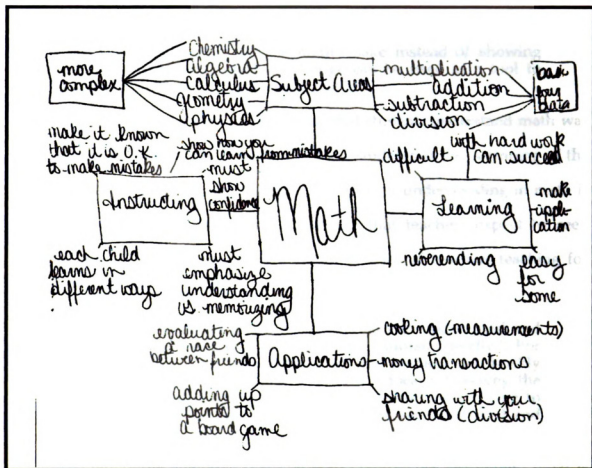 more
complex
Chemistry
Algebra
Calculus
Geometry
physics
Subject Areas
multiplication
addition
subtraction
division
data
make it known
that it is O.K.
to make mistakes
show how you
can learn from mistakes
must
show
confidence
Instructing
each child
learns in
different ways
must
emphasize
understanding
vs memorizing
Math
difficult
with hard work
can succeed
Learning
make
appli-
cation
neverending
easy
for
some
evaluating
a race
between friends
Applications
adding up
points to
a board game
cooking (measurements)
money transactions
sharing with your
friends (division)